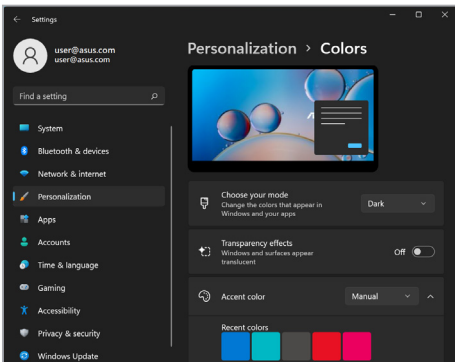 Settings
user@asus.com
user@asus.com
Find a setting
System
Bluetooth & devices
Network & internet
Personalization
Apps
Accounts
Time & language
Gaming
Accessibility
Privacy & security
Windows Update
Personalization > Colors
Choose your mode
Change the colors that appear in
Windows and your apps
Dark
Transparency effects
Windows and surfaces appear
translucent
Off
Accent color
Manual
Recent colors